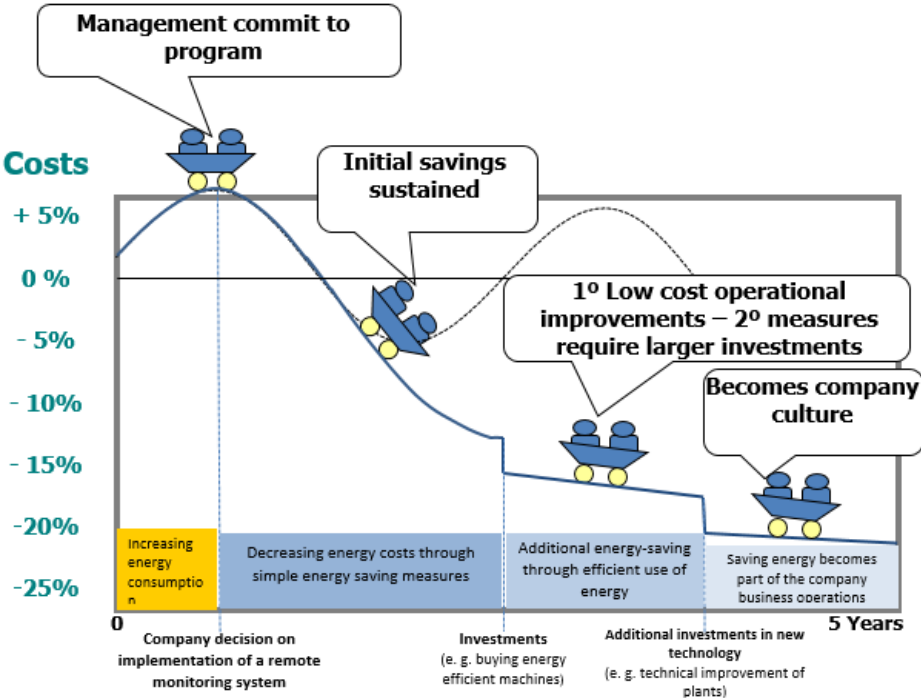 Management commit to
program
Costs
Initial savings
sustained
+ 5%
0 %
- 5%
- 10%
- 15%
-20%
-25%
1º Low cost operational
improvements – 2º measures
require larger investments
Becomes company
culture
Increasing
energy
consumptio
n
Decreasing energy costs through
simple energy saving measures
Additional energy-saving
through efficient use of
energy
Saving energy becomes
part of the company
business operations
0
5 Years
Company decision on
implementation of a remote
monitoring system
Investments
(e. g. buying energy
efficient machines)
Additional investments in new
technology
(e. g. technical improvement of
plants)